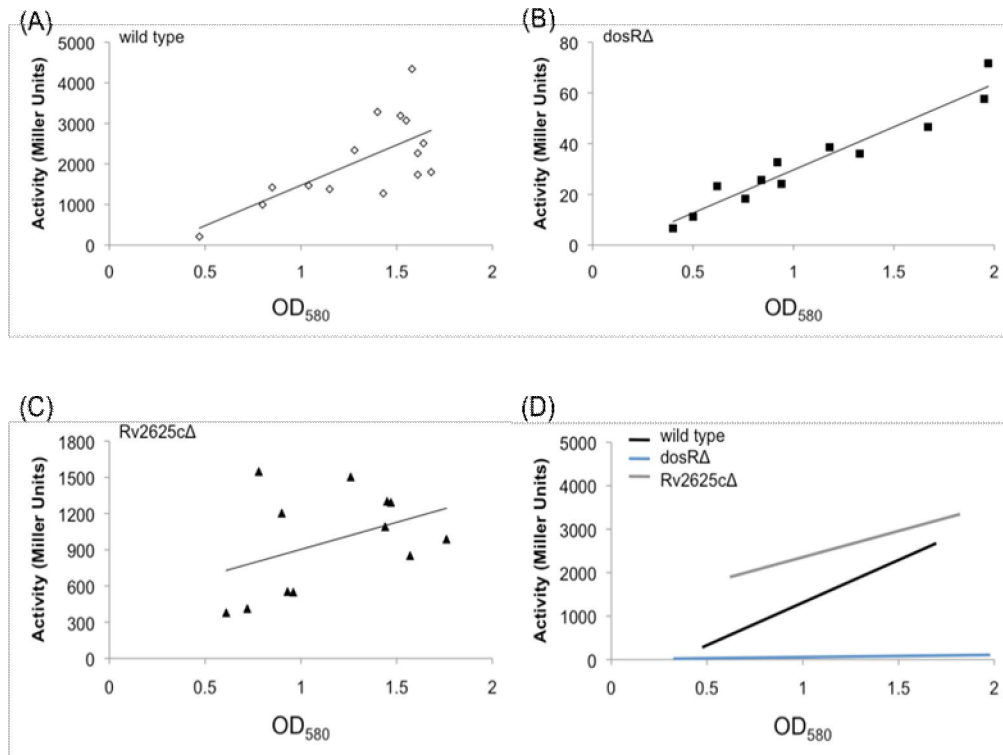 (A)
wild type
Activity (Miller Units)
5000
4000
3000
2000
1000
0
0 0.5 1 1.5 2
OD580
(B)
dosRΔ
Activity (Miller Units)
80
60
40
20
0
0 0.5 1 1.5 2
OD580
(C)
Rv2625cΔ
Activity (Miller Units)
1800
1500
1200
900
600
300
0
0 0.5 1 1.5 2
OD580
(D)
wild type
dosRΔ
Rv2625cΔ
Activity (Miller Units)
5000
4000
3000
2000
1000
0
0 0.5 1 1.5 2
OD580